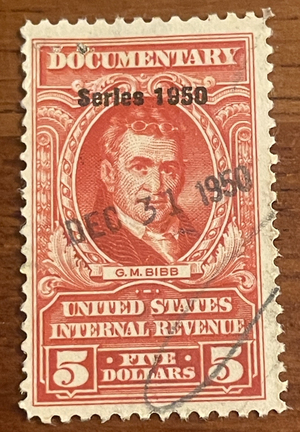 DOCUMENTARY
Series 1950
DEC 31 1950
G.M. BIBB
UNITED STATES
INTERNAL REVENUE
5 FIVE 5
DOLLARS